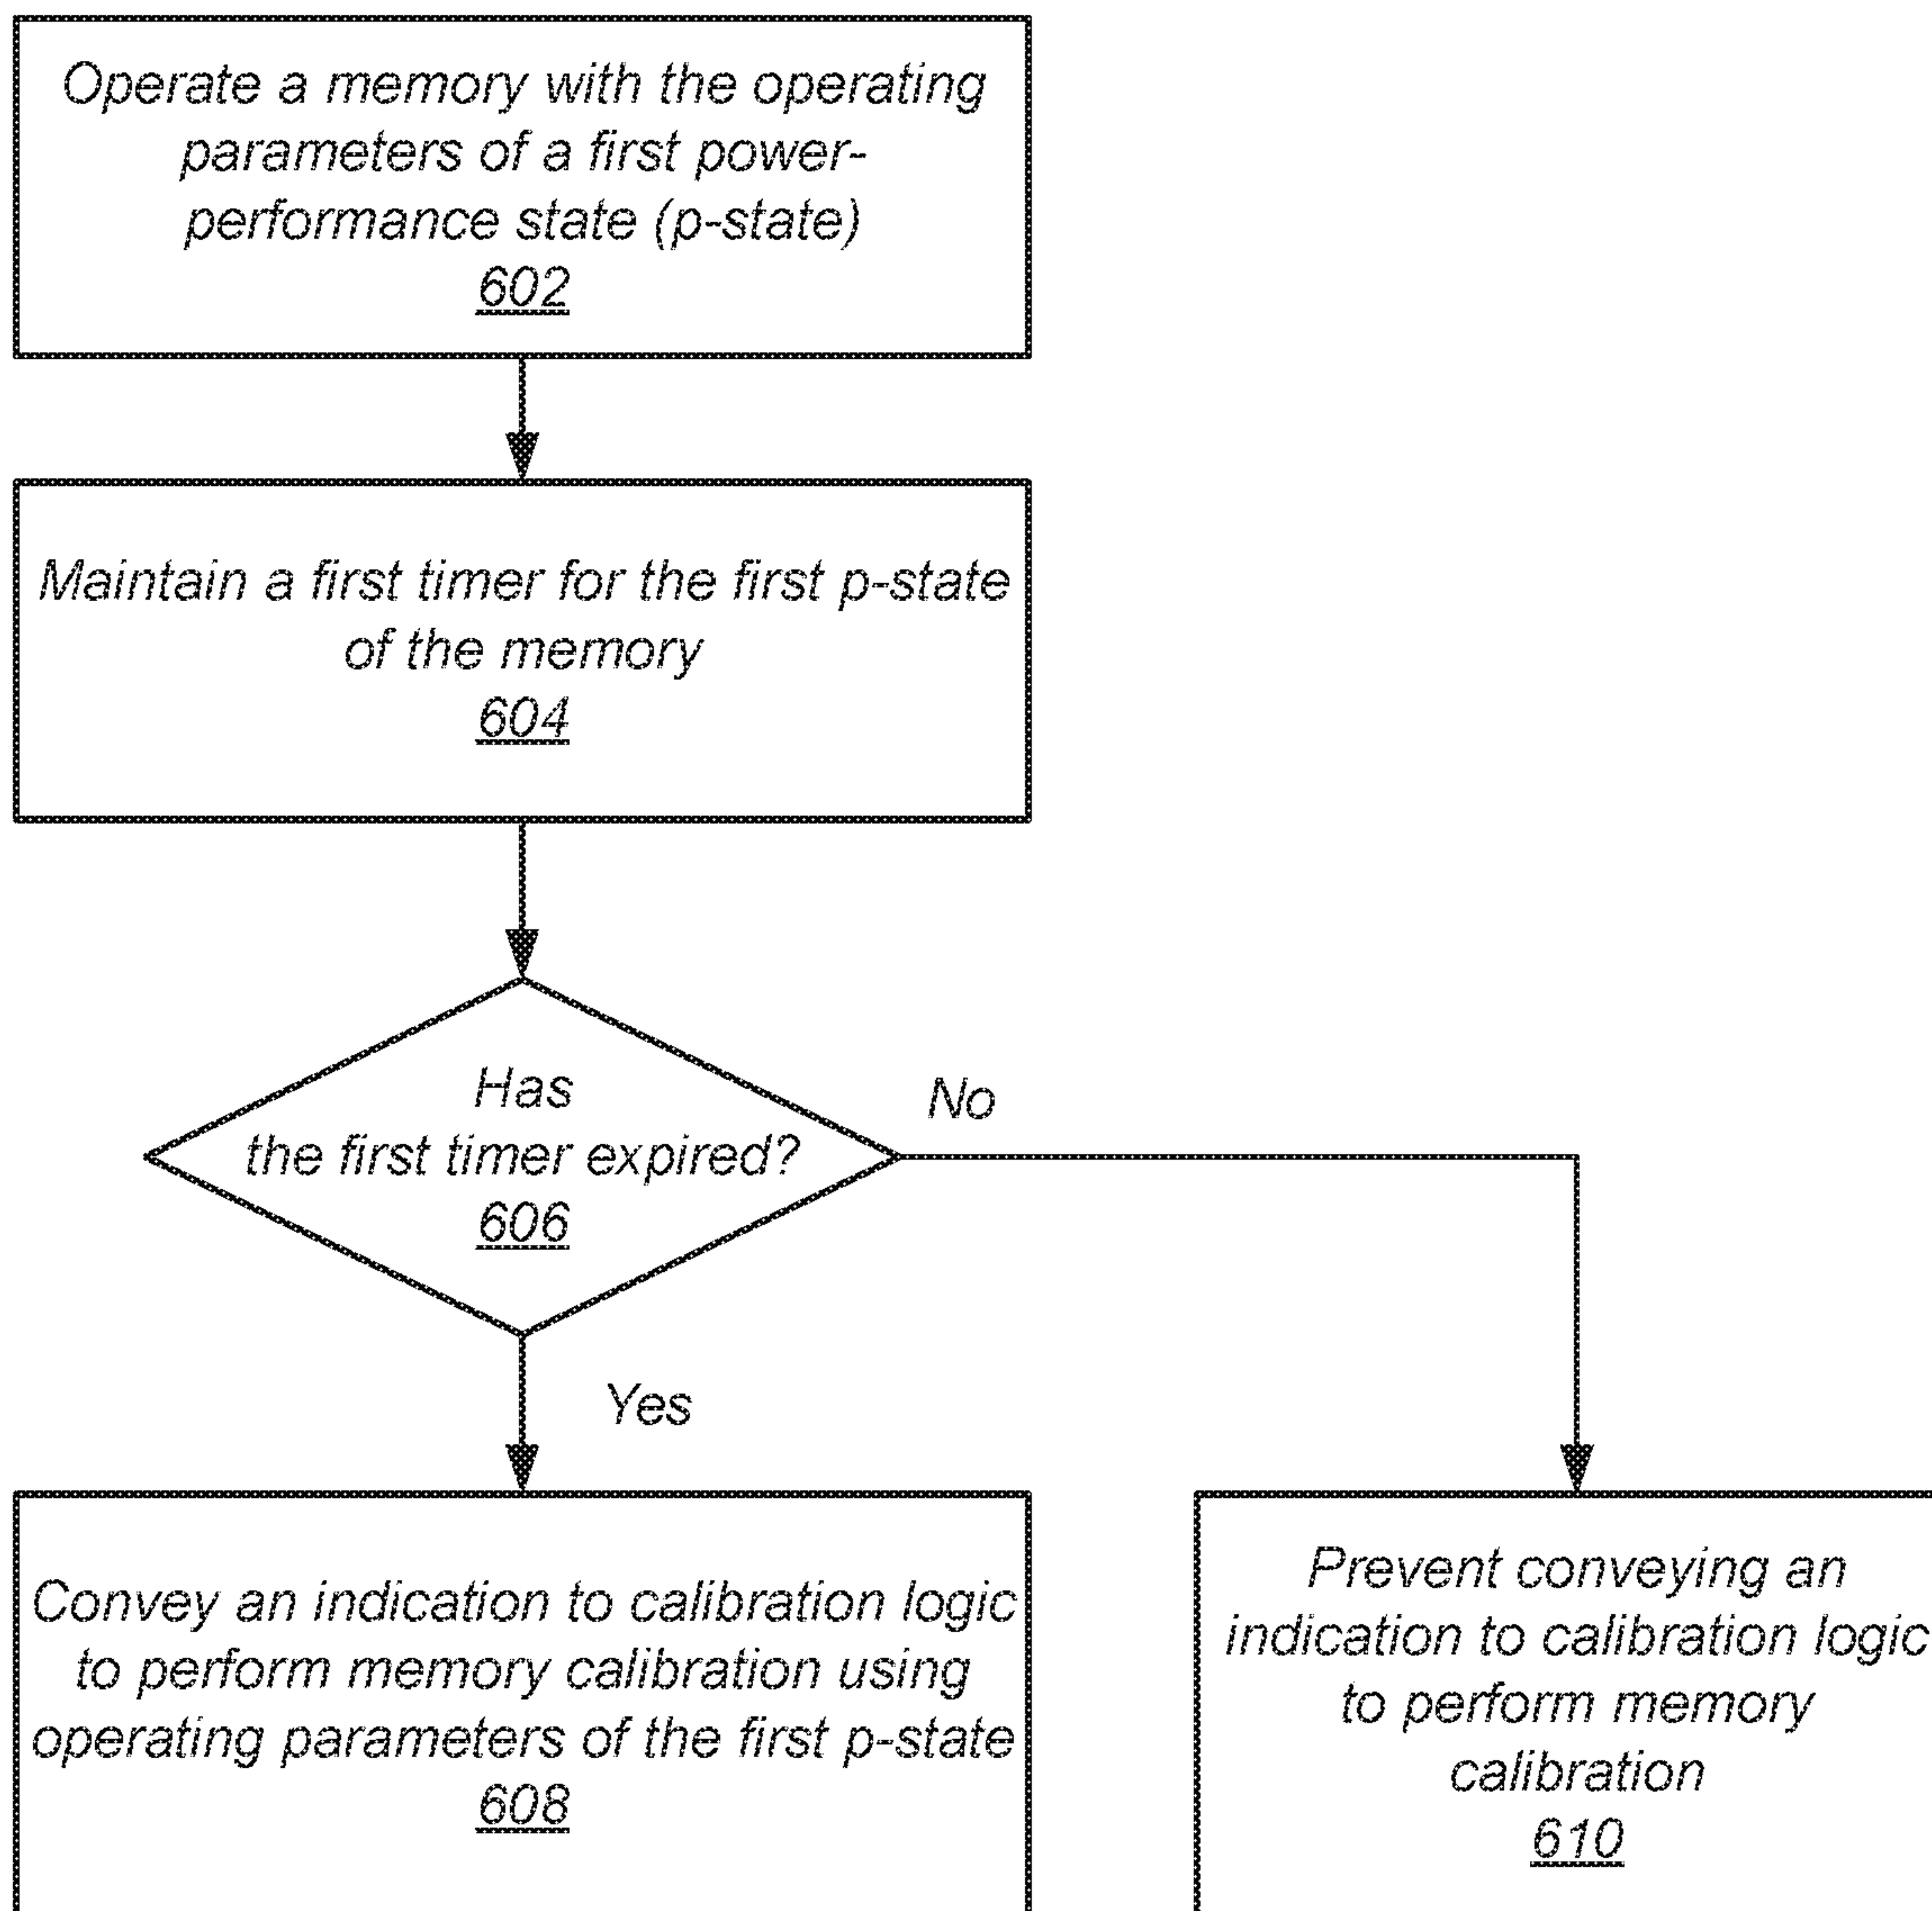 Operate a memory with the operating
parameters of a first power-
performance state (p-state)
602
Maintain a first timer for the first p-state
of the memory
604
Has
the first timer expired?
606
No
Yes
Convey an indication to calibration logic
to perform memory calibration using
operating parameters of the first p-state
608
Prevent conveying an
indication to calibration logic
to perform memory
calibration
610